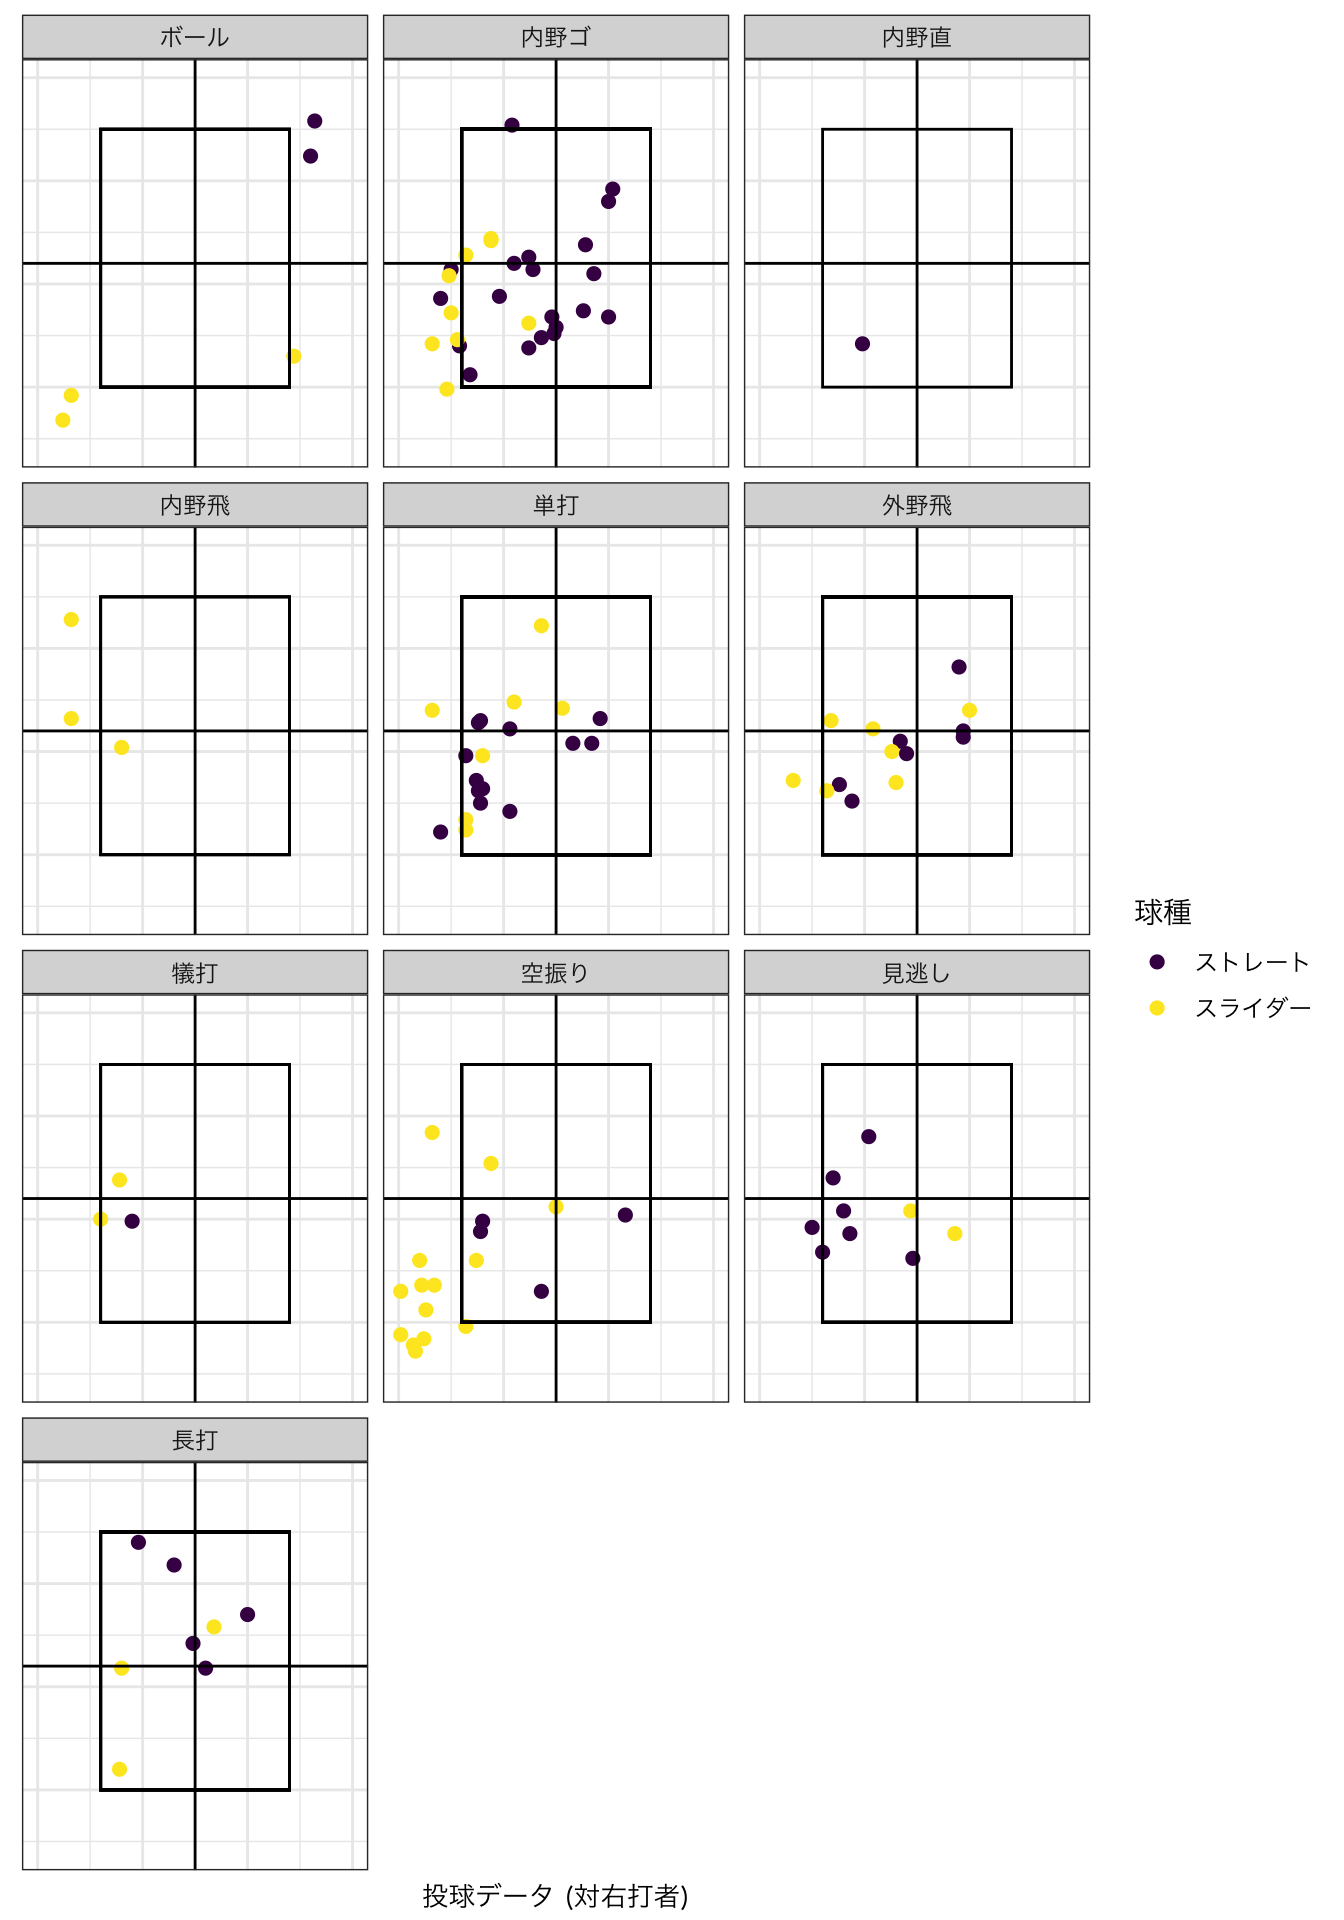 ボール
内野ゴ
内野直
内野飛
単打
外野飛
犠打
空振り
見逃し
長打
球種
ストレート
スライダー
投球データ (対右打者)